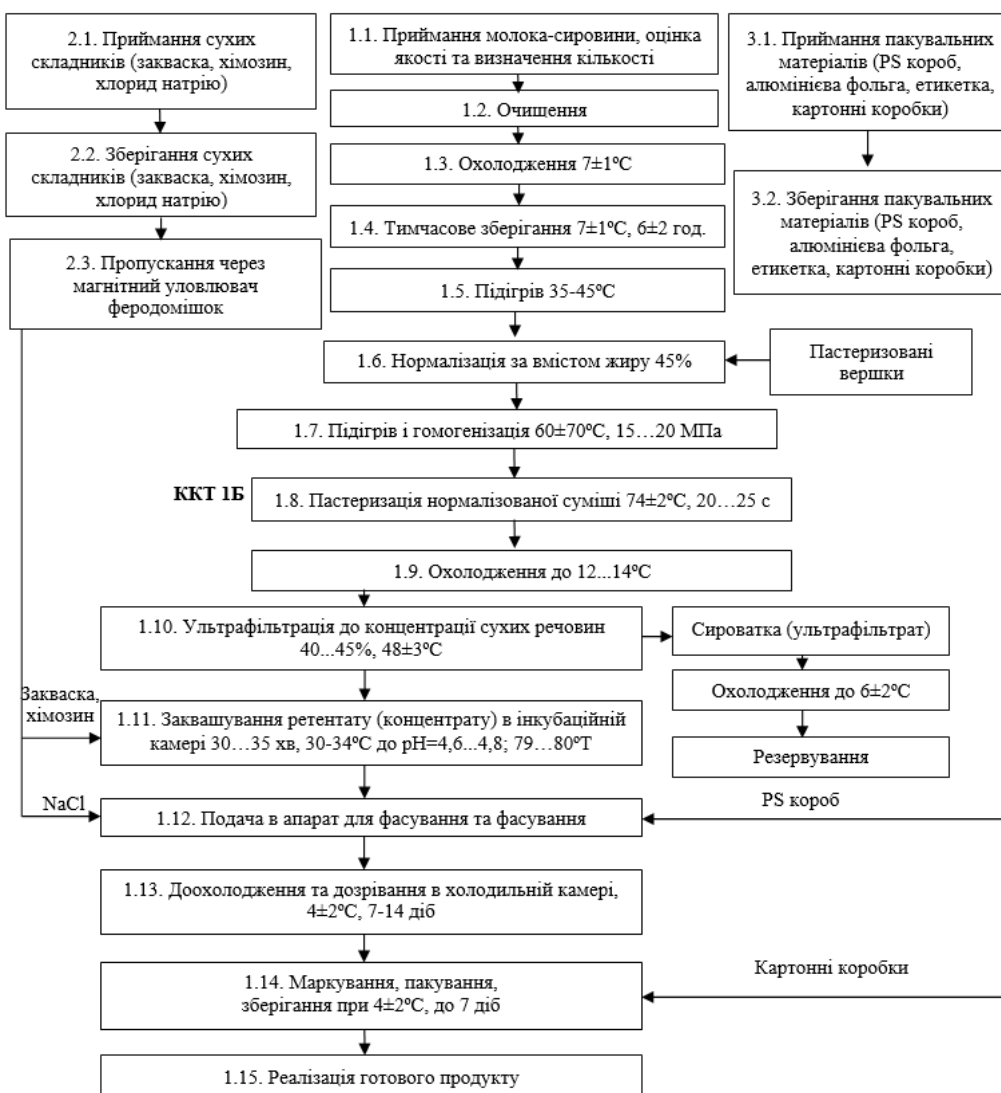 2.1. Приймання сухих
складників (закваска, хімозин,
хлорид натрію)
1.1. Приймання молока-сировини, оцінка
якості та визначення кількості
3.1. Приймання пакувальних
матеріалів (PS короб,
алюмінієва фольга, етикетка,
картонні коробки)
1.2. Очищення
2.2. Зберігання сухих
складників (закваска, хімозин,
хлорид натрію)
1.3. Охолодження 7±1ºС
3.2. Зберігання пакувальних
матеріалів (PS короб,
алюмінієва фольга,
етикетка, картонні коробки)
1.4. Тимчасове зберігання 7±1ºС, 6±2 год.
2.3. Пропускання через
магнітний уловлювач
феродомішок
1.5. Підігрів 35-45ºС
1.6. Нормалізація за вмістом жиру 45%
Пастеризовані
вершки
1.7. Підігрів і гомогенізація 60±70ºС, 15…20 МПа
ККТ 1Б
1.8. Пастеризація нормалізованої суміші 74±2ºС, 20…25 с
1.9. Охолодження до 12...14ºС
1.10. Ультрафільтрація до концентрації сухих речовин
40...45%, 48±3ºС
Сироватка (ультрафільтрат)
Охолодження до 6±2ºС
Резервування
Закваска,
хімозин
1.11. Заквашування ретентату (концентрату) в інкубаційній
камері 30…35 хв, 30-34ºС до рН=4,6...4,8; 79…80ºТ
NaCl
PS короб
1.12. Подача в апарат для фасування та фасування
1.13. Доохолодження та дозрівання в холодильній камері,
4±2ºС, 7-14 діб
Картонні коробки
1.14. Маркування, пакування,
зберігання при 4±2ºС, до 7 діб
1.15. Реалізація готового продукту